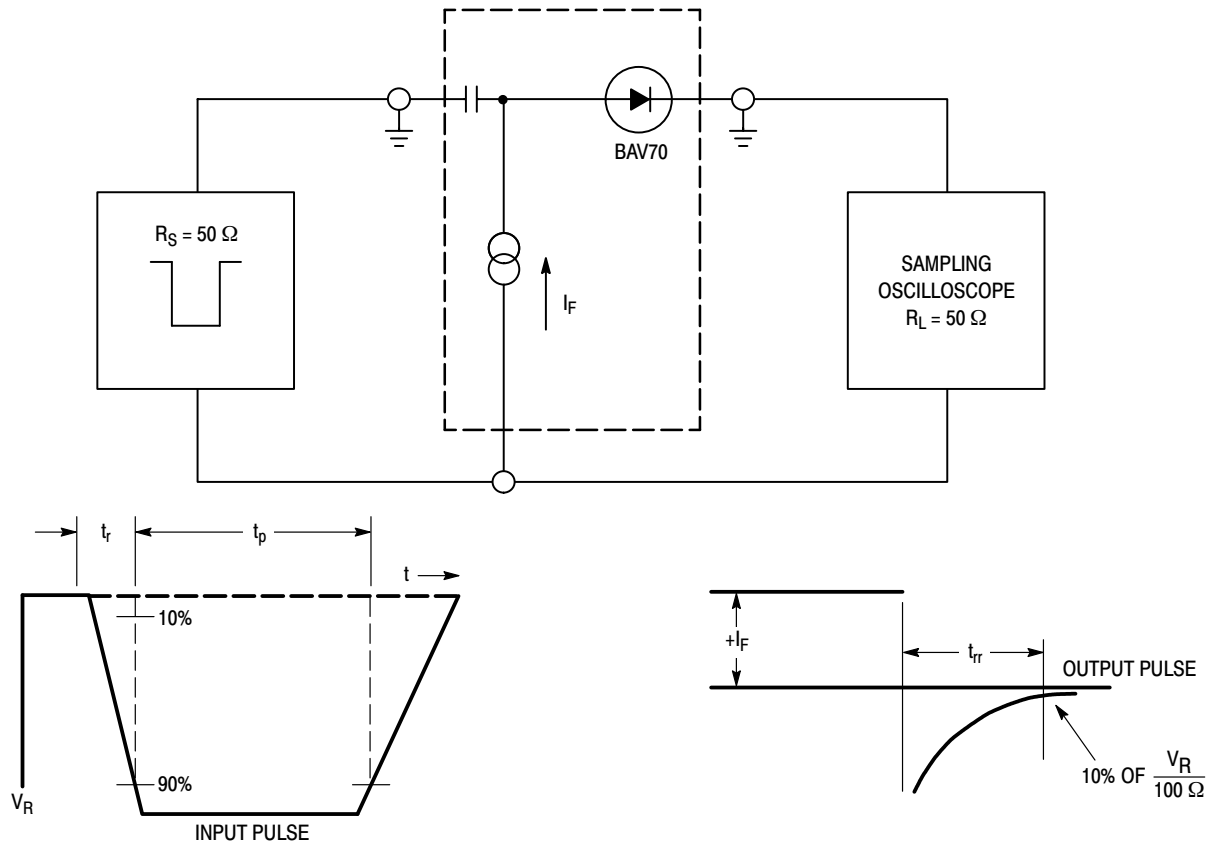 BAV70
R_S = 50 Ω
I_F
SAMPLING
OSCILLOSCOPE
R_L = 50 Ω
t_r
t_p
t
10%
90%
V_R
INPUT PULSE
+I_F
t_rr
OUTPUT PULSE
10% OF V_R / 100 Ω